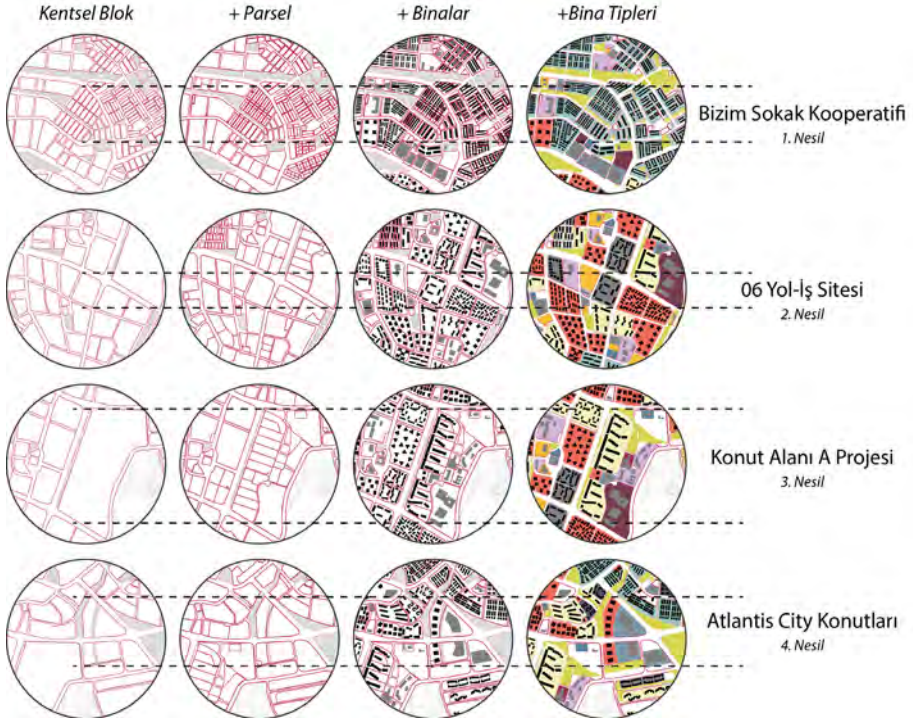 Kentsel Blok
+ Parsel
+ Binalar
+Bina Tipleri
Bizim Sokak Kooperatifi
1. Nesil
06 Yol-İş Sitesi
2. Nesil
Konut Alanı A Projesi
3. Nesil
Atlantis City Konutları
4. Nesil